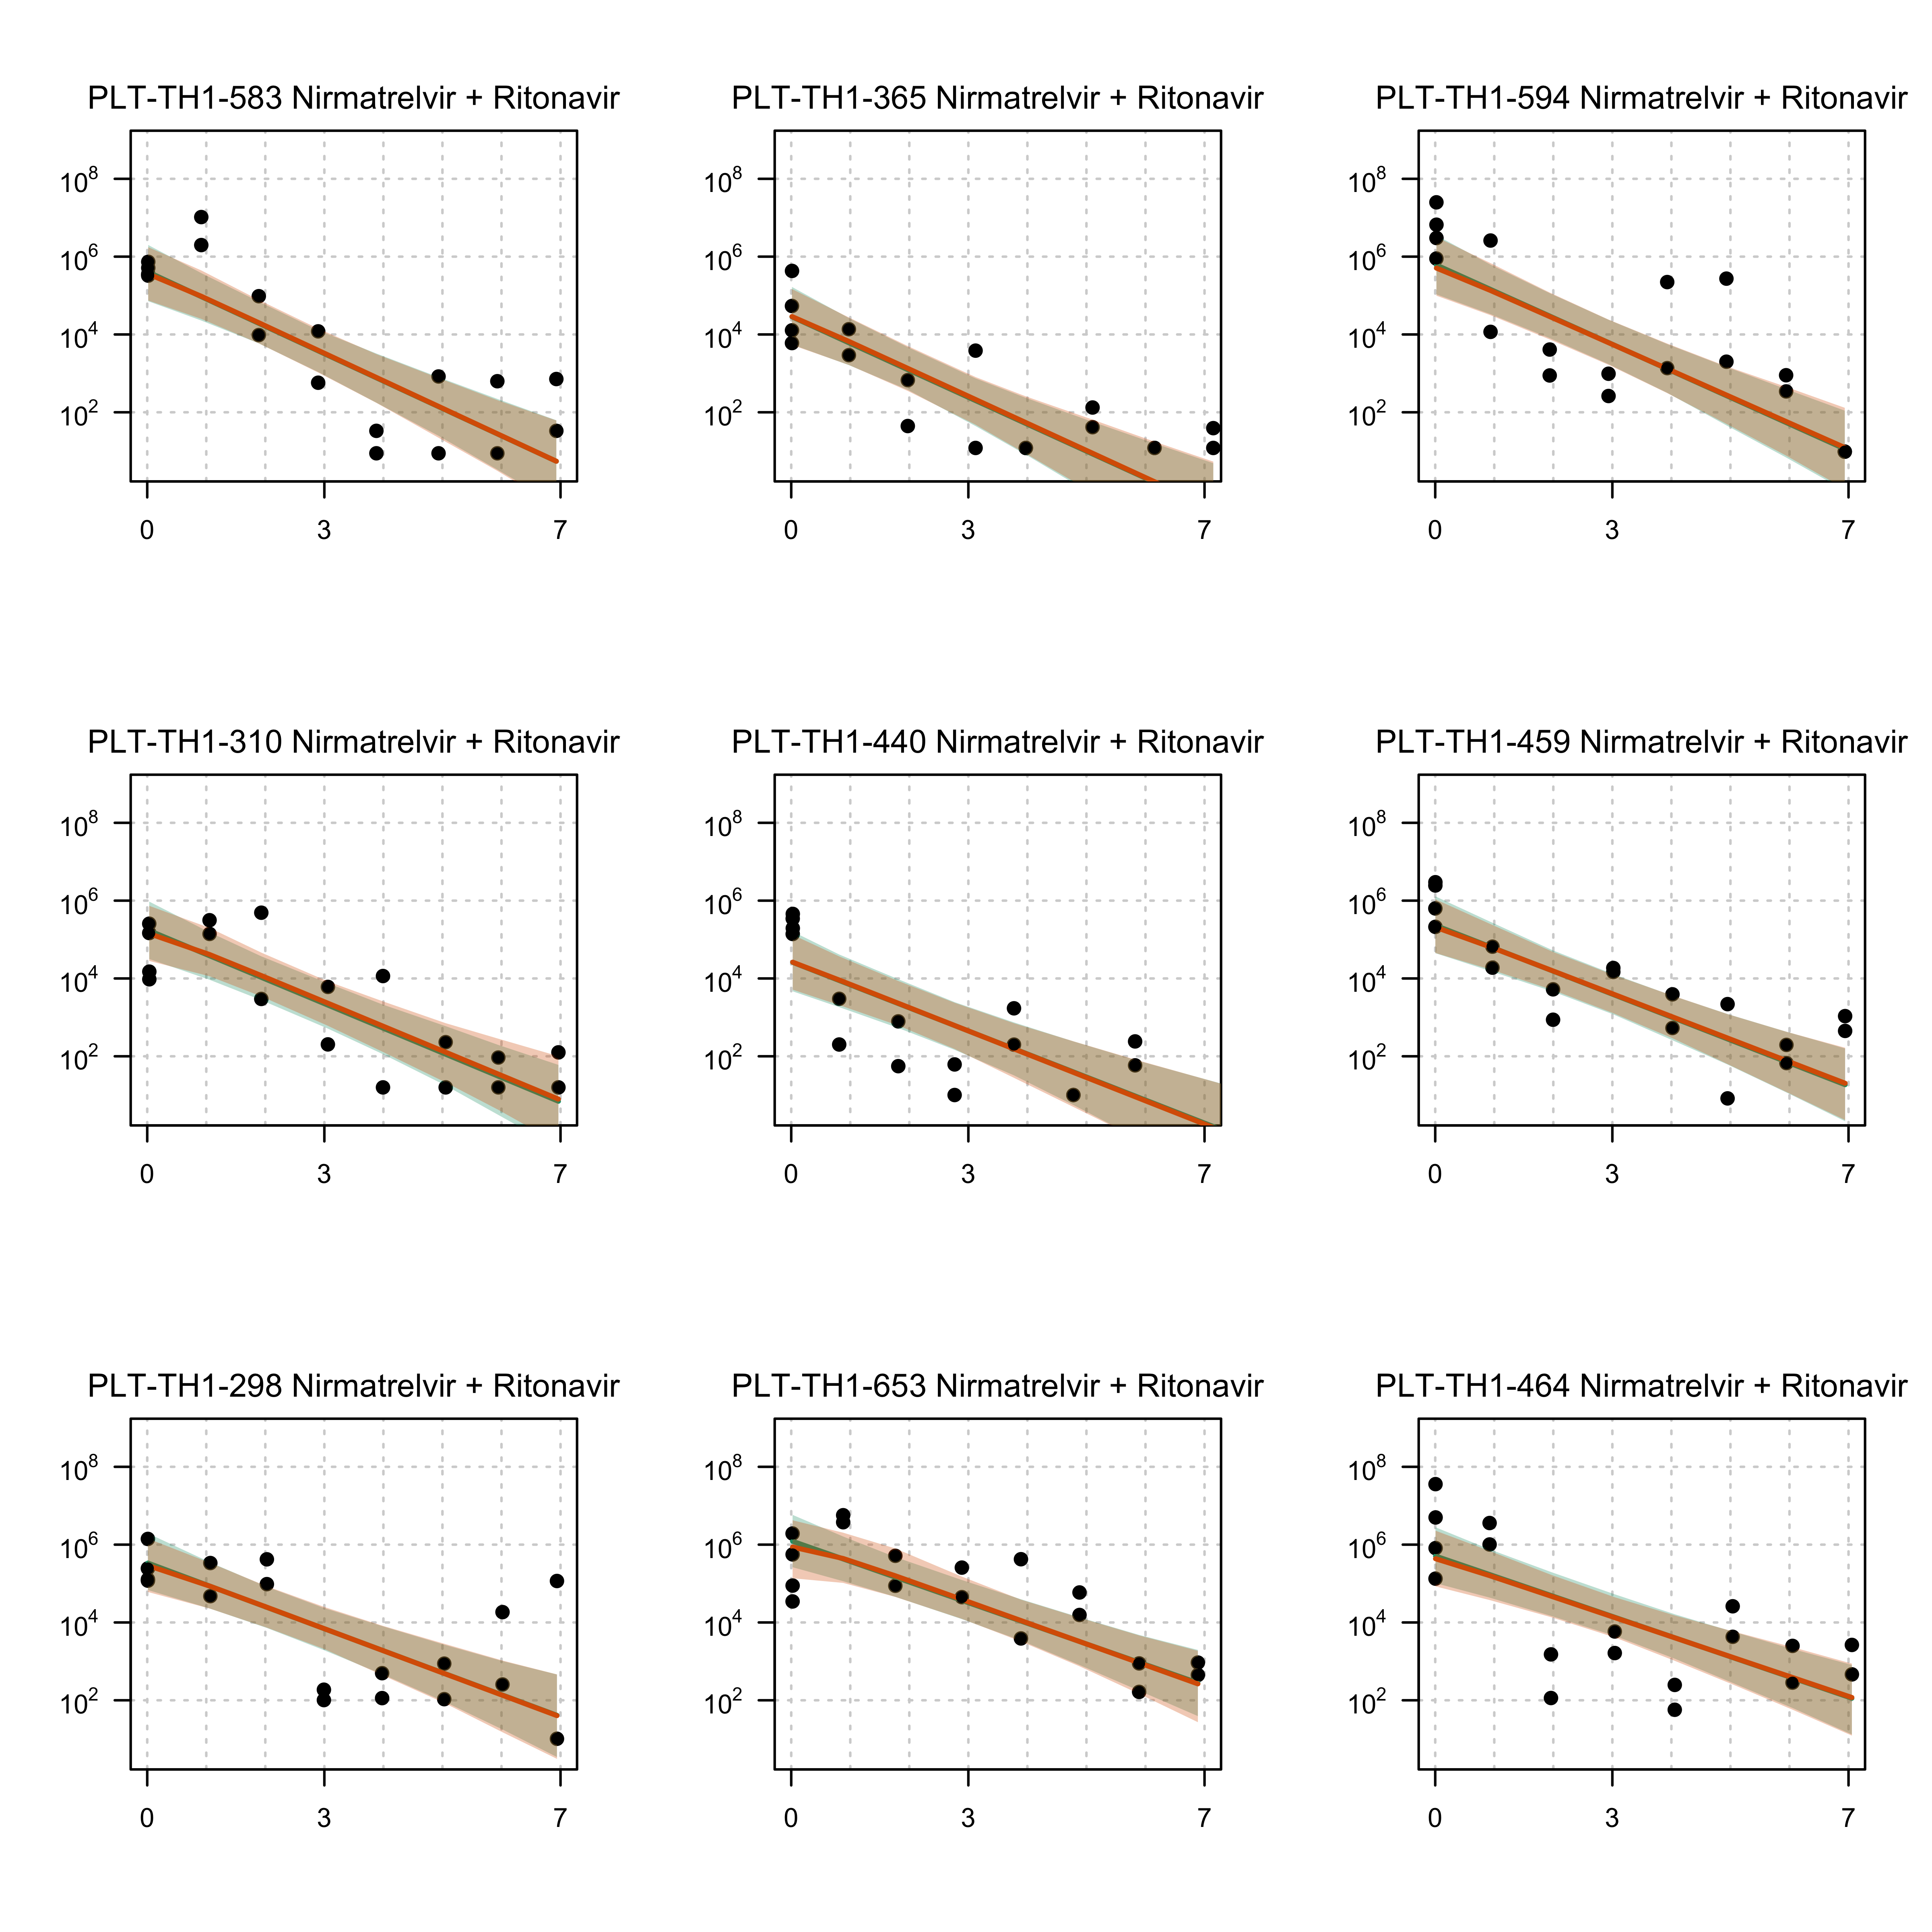 PLT-TH1-583 Nirmatrelvir + Ritonavir
10^8
10^6
10^4
10^2
0 3 7
PLT-TH1-365 Nirmatrelvir + Ritonavir
10^8
10^6
10^4
10^2
0 3 7
PLT-TH1-594 Nirmatrelvir + Ritonavir
10^8
10^6
10^4
10^2
0 3 7
PLT-TH1-310 Nirmatrelvir + Ritonavir
10^8
10^6
10^4
10^2
0 3 7
PLT-TH1-440 Nirmatrelvir + Ritonavir
10^8
10^6
10^4
10^2
0 3 7
PLT-TH1-459 Nirmatrelvir + Ritonavir
10^8
10^6
10^4
10^2
0 3 7
PLT-TH1-298 Nirmatrelvir + Ritonavir
10^8
10^6
10^4
10^2
0 3 7
PLT-TH1-653 Nirmatrelvir + Ritonavir
10^8
10^6
10^4
10^2
0 3 7
PLT-TH1-464 Nirmatrelvir + Ritonavir
10^8
10^6
10^4
10^2
0 3 7